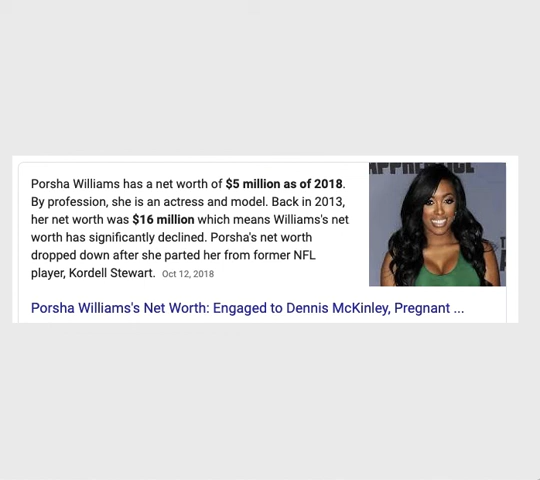 Porsha Williams has a net worth of $5 million as of 2018.
By profession, she is an actress and model. Back in 2013,
her net worth was $16 million which means Williams's net
worth has significantly declined. Porsha's net worth
dropped down after she parted her from former NFL
player, Kordell Stewart. Oct 12, 2018
Porsha Williams's Net Worth: Engaged to Dennis McKinley, Pregnant ...